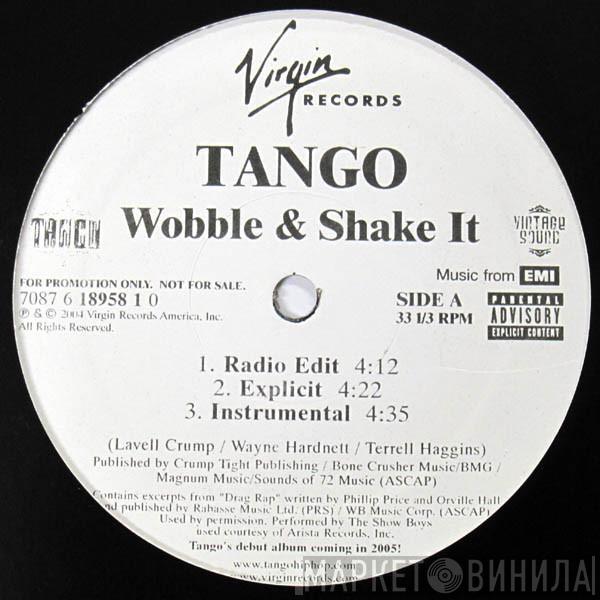 Virgin
RECORDS
TANGO
Wobble & Shake It
TANGO
VINTAGE
SOUND
FOR PROMOTION ONLY. NOT FOR SALE.
7087 6 18958 1 0
℗ & © 2004 Virgin Records America, Inc.
All Rights Reserved.
Music from EMI
SIDE A
33 1/3 RPM
PARENTAL
ADVISORY
EXPLICIT CONTENT
1. Radio Edit 4:12
2. Explicit 4:22
3. Instrumental 4:35
(Lavell Crump / Wayne Hardnett / Terrell Haggins)
Published by Crump Tight Publishing / Bone Crusher Music/BMG /
Magnum Music/Sounds of 72 Music (ASCAP)
Contains excerpts from "Drag Rap" written by Phillip Price and Orville Hall
and published by Rabasse Music Ltd. (PRS) / WB Music Corp. (ASCAP)
Used by permission. Performed by The Show Boys
used courtesy of Arista Records, Inc.
Tango's debut album coming in 2005!
www.tangohiphop.com
www.virginrecords.com
МАРКЕТ ВИНИЛА